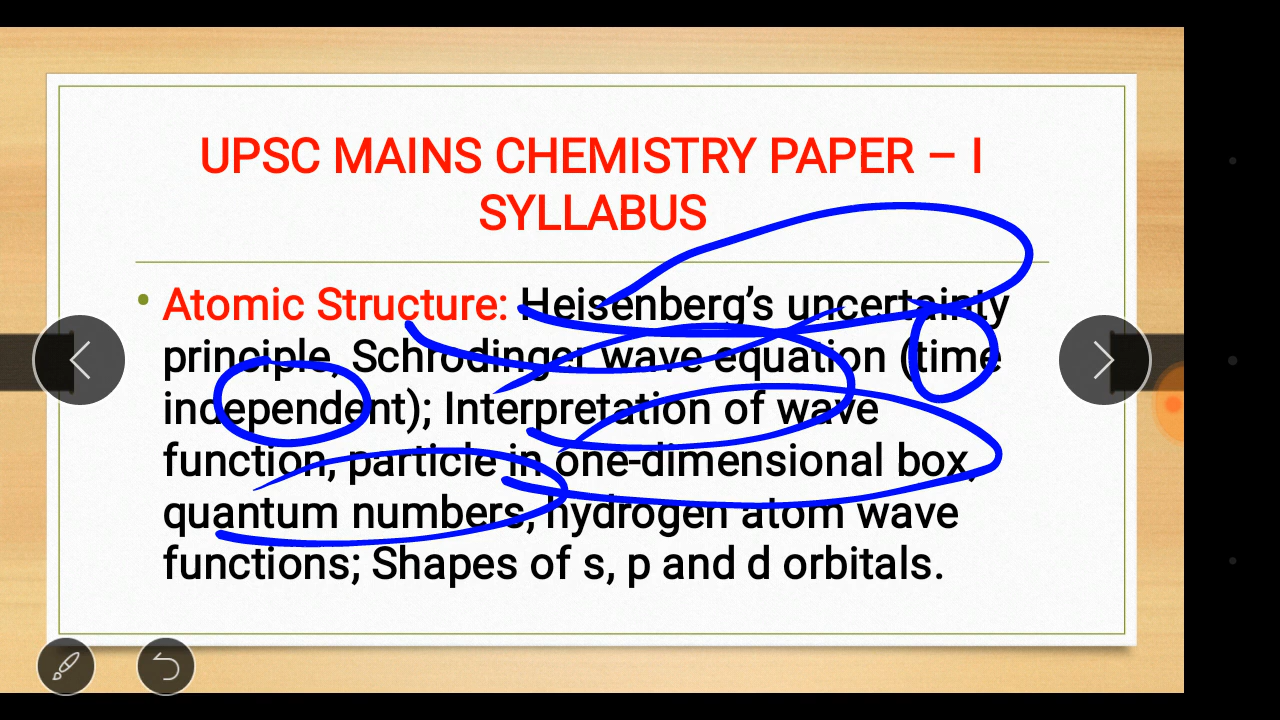 UPSC MAINS CHEMISTRY PAPER – I
SYLLABUS
• Atomic Structure: Heisenberg’s uncertainty
principle, Schrodinger wave equation (time
independent); Interpretation of wave
function, particle in one-dimensional box,
quantum numbers, hydrogen atom wave
functions; Shapes of s, p and d orbitals.